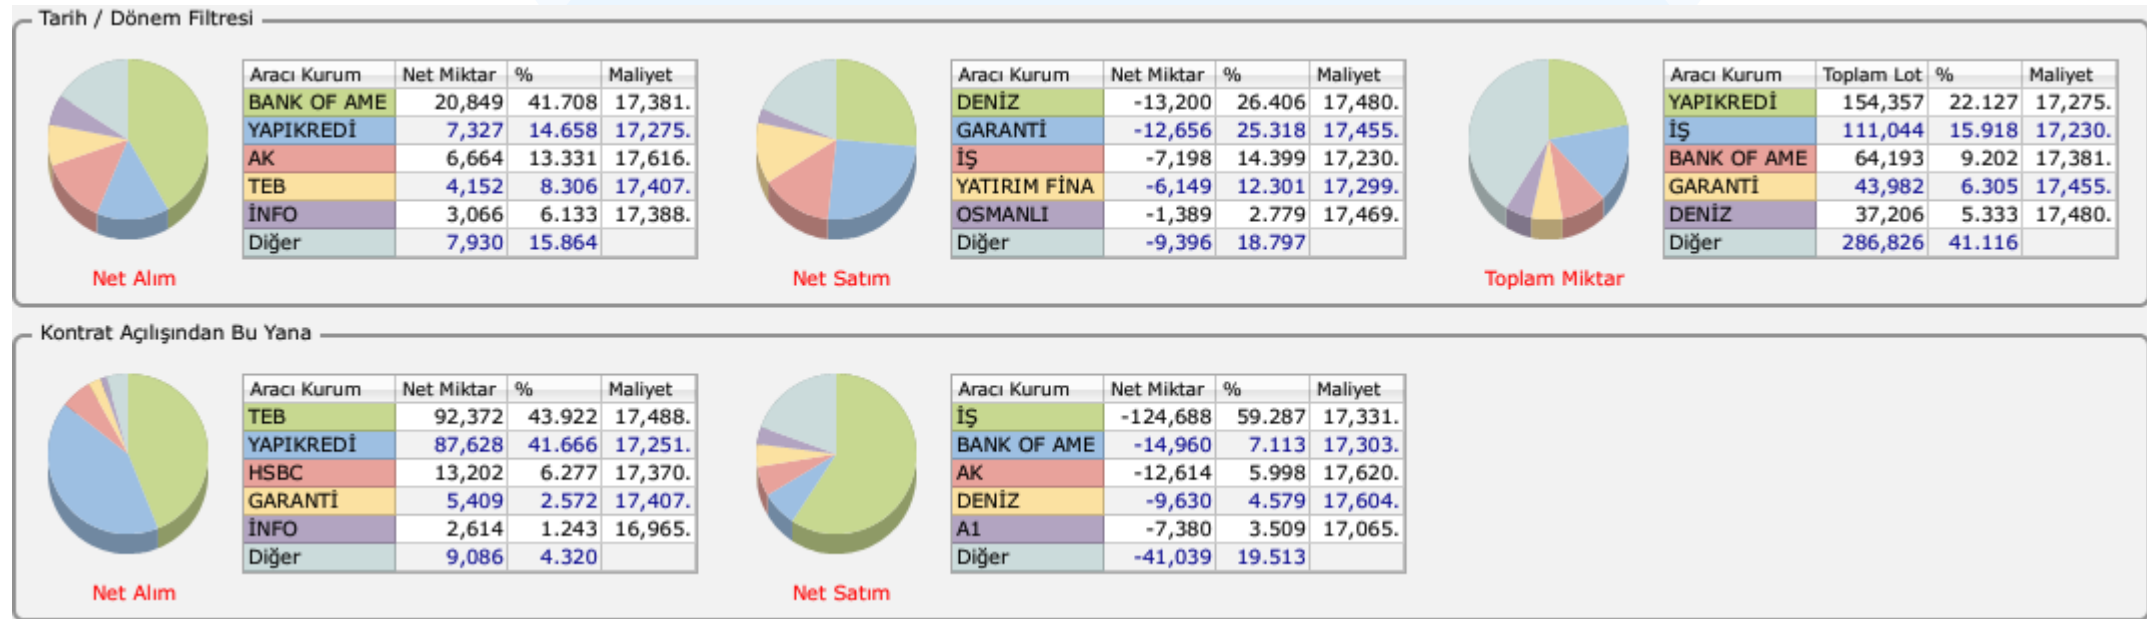 Tarih / Dönem Filtresi
Aracı Kurum Net Miktar % Maliyet
BANK OF AME 20,849 41.708 17,381.
YAPIKREDİ 7,327 14.658 17,275.
AK 6,664 13.331 17,616.
TEB 4,152 8.306 17,407.
İNFO 3,066 6.133 17,388.
Diğer 7,930 15.864
Net Alım
Aracı Kurum Net Miktar % Maliyet
DENİZ -13,200 26.406 17,480.
GARANTİ -12,656 25.318 17,455.
İŞ -7,198 14.399 17,230.
YATIRIM FİNA -6,149 12.301 17,299.
OSMANLI -1,389 2.779 17,469.
Diğer -9,396 18.797
Net Satım
Aracı Kurum Toplam Lot % Maliyet
YAPIKREDİ 154,357 22.127 17,275.
İŞ 111,044 15.918 17,230.
BANK OF AME 64,193 9.202 17,381.
GARANTİ 43,982 6.305 17,455.
DENİZ 37,206 5.333 17,480.
Diğer 286,826 41.116
Toplam Miktar
Kontrat Açılışından Bu Yana
Aracı Kurum Net Miktar % Maliyet
TEB 92,372 43.922 17,488.
YAPIKREDİ 87,628 41.666 17,251.
HSBC 13,202 6.277 17,370.
GARANTİ 5,409 2.572 17,407.
İNFO 2,614 1.243 16,965.
Diğer 9,086 4.320
Net Alım
Aracı Kurum Net Miktar % Maliyet
İŞ -124,688 59.287 17,331.
BANK OF AME -14,960 7.113 17,303.
AK -12,614 5.998 17,620.
DENİZ -9,630 4.579 17,604.
A1 -7,380 3.509 17,065.
Diğer -41,039 19.513
Net Satım